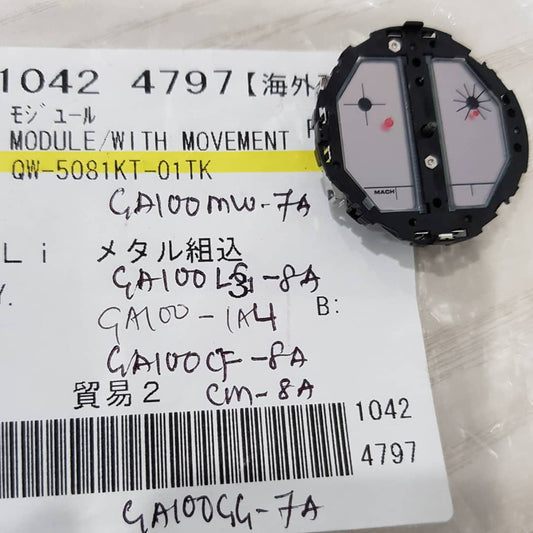 1042 4797【海外
モジュール
MODULE/WITH MOVEMENT P
QW-5081KT-01TK
GA100MW-7A
Li メタル組込
Y:
GA100LG-8A
GA100-1A4
B:
GA100CF-8A
貿易2 CM-8A
1042
4797
GA100GG-7A
MACH